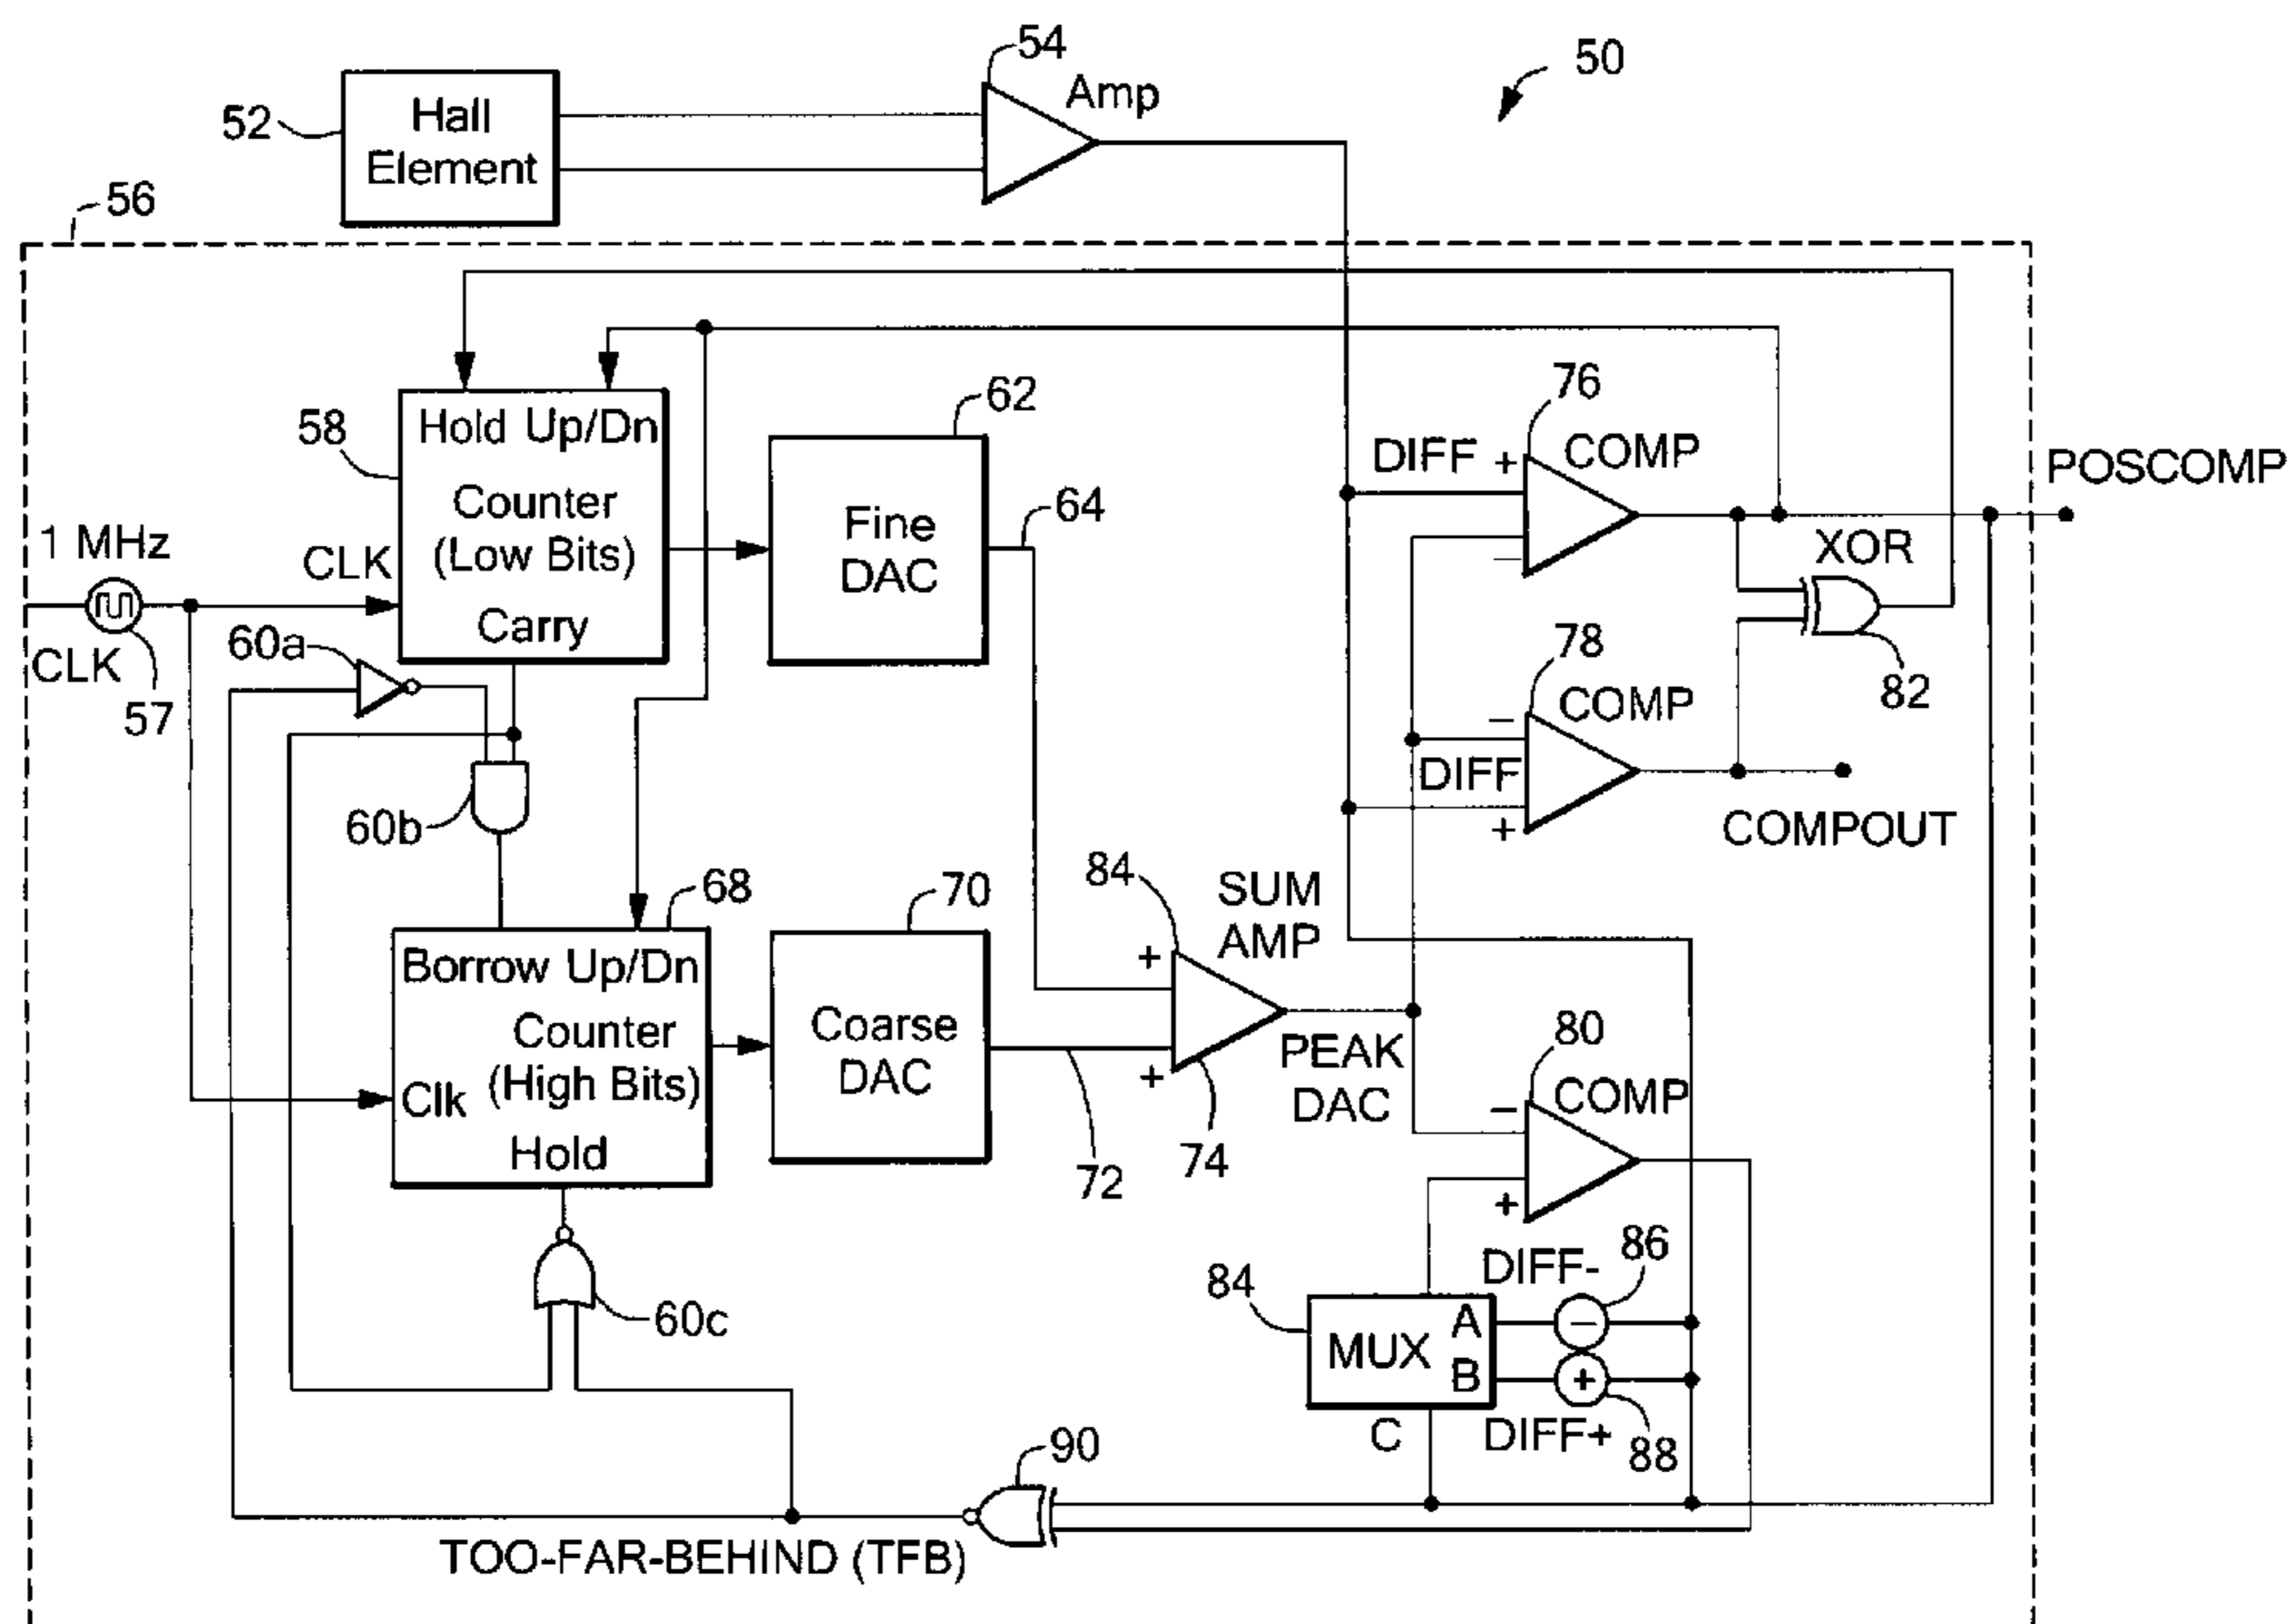 54
Amp
50
52
Hall
Element
56
Hold Up/Dn
58
Counter
(Low Bits)
Carry
62
Fine
DAC
64
DIFF
+
−
76
COMP
POSCOMP
1 MHz
CLK
CLK
57
60a
60b
XOR
82
78
COMP
−
DIFF
+
COMPOUT
68
Borrow Up/Dn
Counter
(High Bits)
Clk
Hold
70
Coarse
DAC
72
84
SUM
AMP
+
+
74
PEAK
DAC
80
COMP
−
+
60c
DIFF-
86
84
MUX
A
B
−
+
C
DIFF+
88
90
TOO-FAR-BEHIND (TFB)